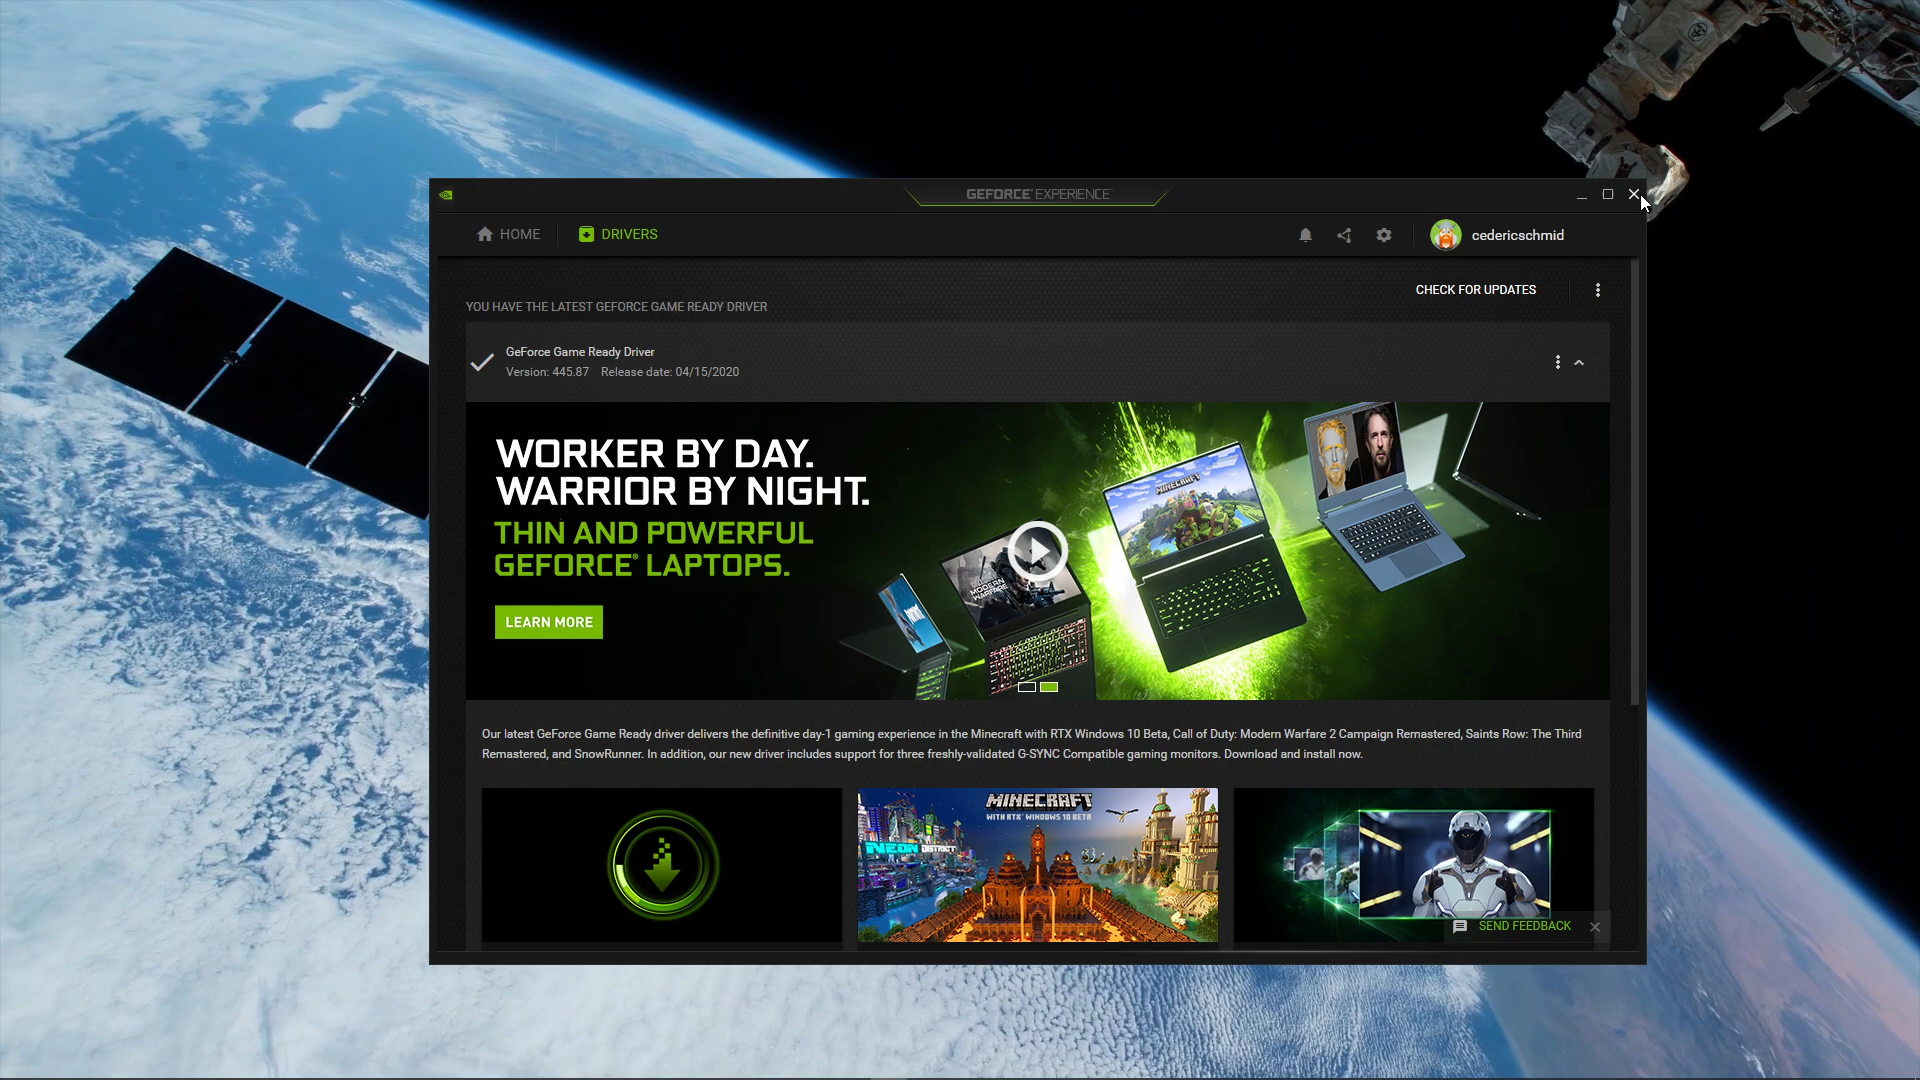 GEFORCE® EXPERIENCE™
HOME
DRIVERS
cedericschmid
CHECK FOR UPDATES
YOU HAVE THE LATEST GEFORCE GAME READY DRIVER
GeForce Game Ready Driver
Version: 445.87 Release date: 04/15/2020
WORKER BY DAY.
WARRIOR BY NIGHT.
THIN AND POWERFUL
GEFORCE® LAPTOPS.
LEARN MORE
MINECRAFT
MODERN
WARFARE
Our latest GeForce Game Ready driver delivers the definitive day-1 gaming experience in the Minecraft with RTX Windows 10 Beta, Call of Duty: Modern Warfare 2 Campaign Remastered, Saints Row: The Third
Remastered, and SnowRunner. In addition, our new driver includes support for three freshly-validated G-SYNC Compatible gaming monitors. Download and install now.
MINECRAFT
WITH RTX WINDOWS 10 BETA
NEON DISTRICT
SEND FEEDBACK